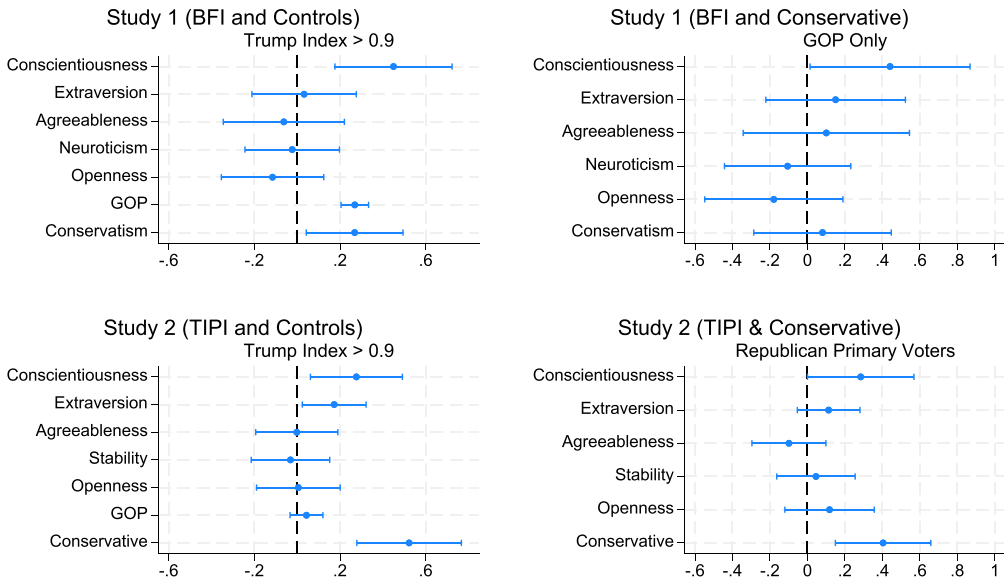 Study 1 (BFI and Controls)
Trump Index > 0.9
Conscientiousness
Extraversion
Agreeableness
Neuroticism
Openness
GOP
Conservatism
-.6 -.2 .2 .6
Study 1 (BFI and Conservative)
GOP Only
Conscientiousness
Extraversion
Agreeableness
Neuroticism
Openness
Conservatism
-.6 -.4 -.2 0 .2 .4 .6 .8 1
Study 2 (TIPI and Controls)
Trump Index > 0.9
Conscientiousness
Extraversion
Agreeableness
Stability
Openness
GOP
Conservative
-.6 -.2 .2 .6
Study 2 (TIPI & Conservative)
Republican Primary Voters
Conscientiousness
Extraversion
Agreeableness
Stability
Openness
Conservative
-.6 -.4 -.2 0 .2 .4 .6 .8 1